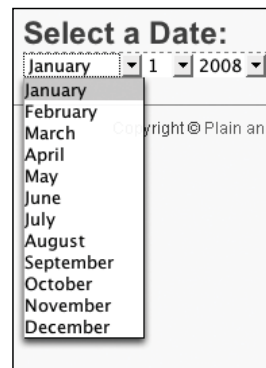 Select a Date:
January 1 2008
January
February
March
April
May
June
July
August
September
October
November
December
yright © Plain an